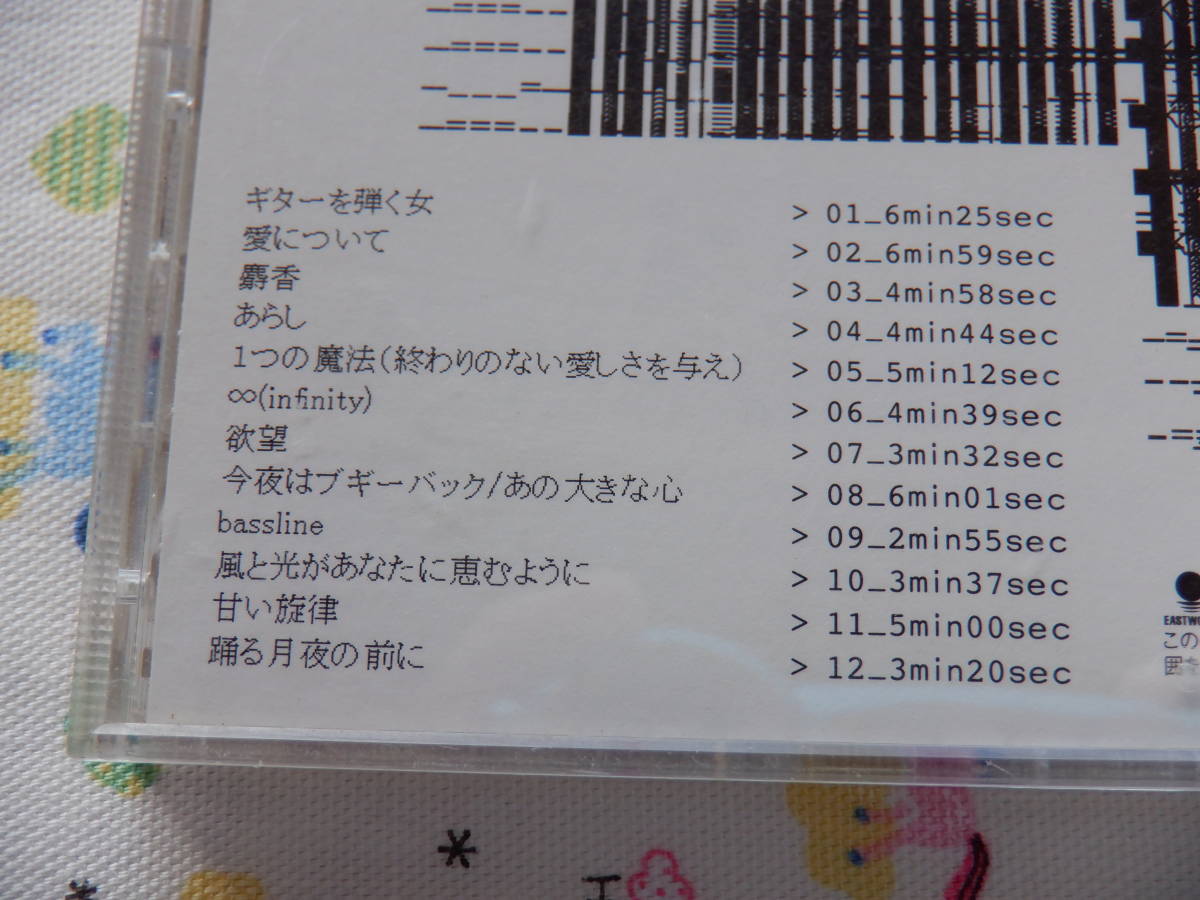 ギターを弾く女 > 01_6min25sec
愛について > 02_6min59sec
麝香 > 03_4min58sec
あらし > 04_4min44sec
1つの魔法(終わりのない愛しさを与え) > 05_5min12sec
∞(infinity) > 06_4min39sec
欲望 > 07_3min32sec
今夜はブギーバック/あの大きな心 > 08_6min01sec
bassline > 09_2min55sec
風と光があなたに恵むように > 10_3min37sec
甘い旋律 > 11_5min00sec
踊る月夜の前に > 12_3min20sec
EASTWO
この
囲